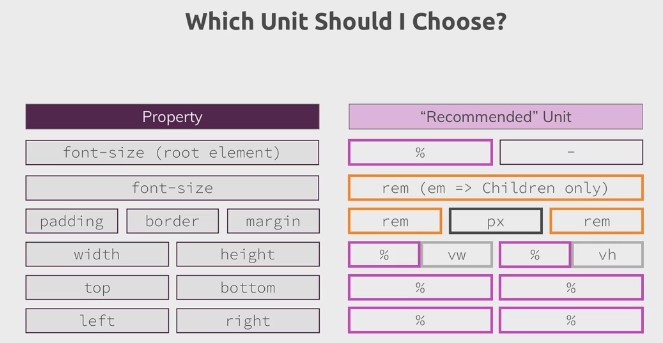 Which Unit Should I Choose?
Property “Recommended” Unit
font-size (root element) % -
font-size rem (em => Children only)
padding border margin rem px rem
width height % vw % vh
top bottom % %
left right % %